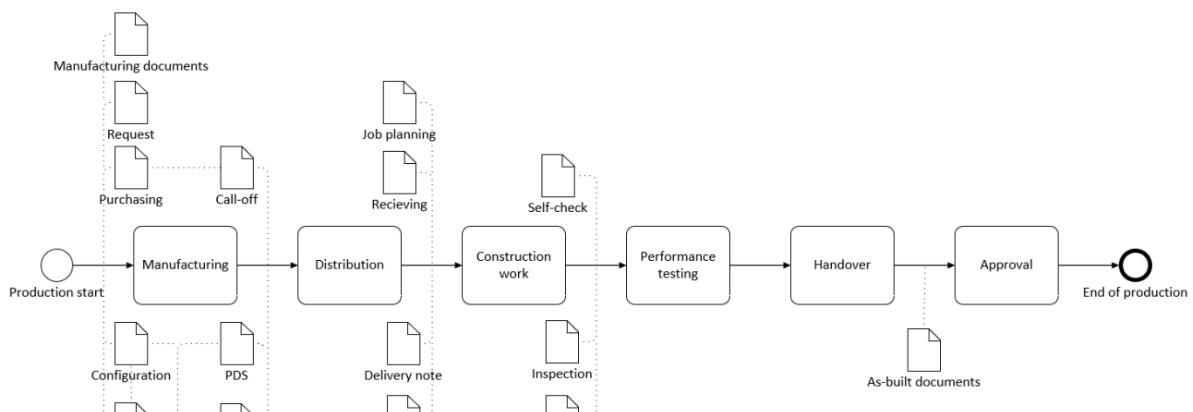 Manufacturing documents
Request
Job planning
Purchasing
Call-off
Recieving
Self-check
Manufacturing
Distribution
Construction
work
Performance
testing
Handover
Approval
Production start
End of production
Configuration
PDS
Delivery note
Inspection
As-built documents